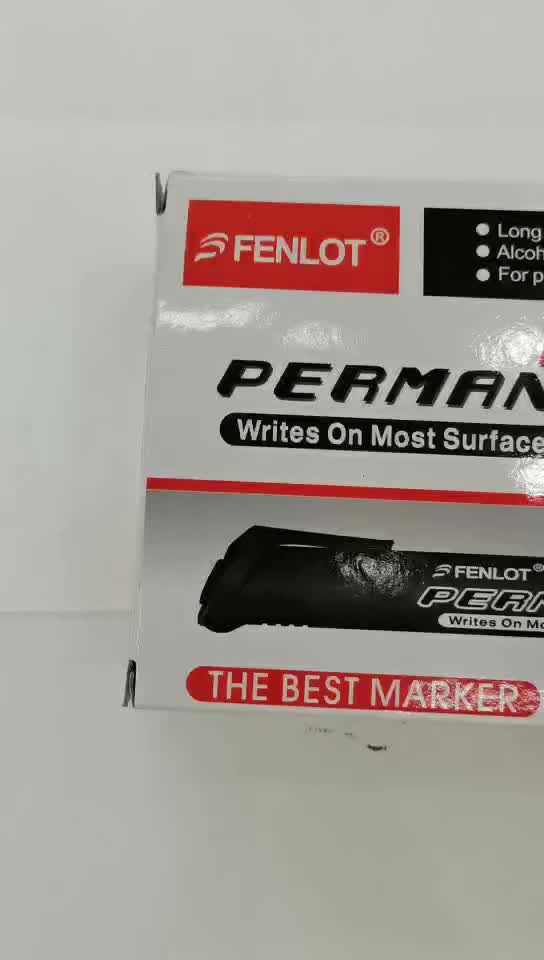 FENLOT®
Long
Alcoh
For p
PERMAN
Writes On Most Surface
FENLOT®
PERM
Writes On Mo
THE BEST MARKER